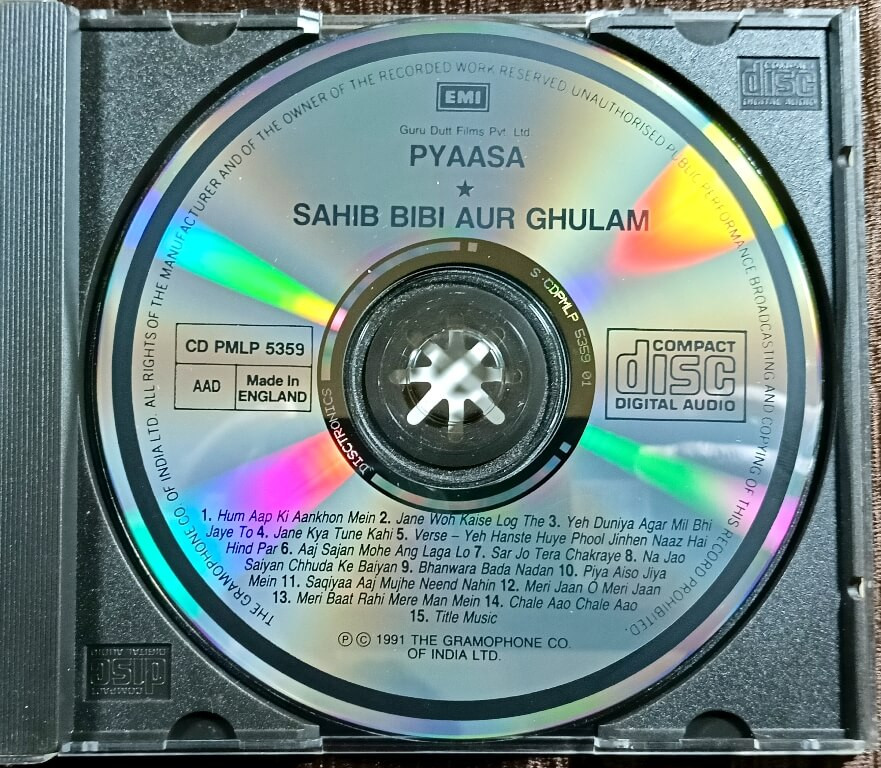 EMI
Guru Dutt Films Pvt. Ltd.
PYAASA
★
SAHIB BIBI AUR GHULAM
CD PMLP 5359
AAD
Made In
ENGLAND
COMPACT
disc
DIGITAL AUDIO
1. Hum Aap Ki Aankhon Mein 2. Jane Woh Kaise Log The 3. Yeh Duniya Agar Mil Bhi
Jaye To 4. Jane Kya Tune Kahi 5. Verse – Yeh Hanste Huye Phool Jinhen Naaz Hai
Hind Par 6. Aaj Sajan Mohe Ang Laga Lo 7. Sar Jo Tera Chakraye 8. Na Jao
Saiyan Chhuda Ke Baiyan 9. Bhanwara Bada Nadan 10. Piya Aiso Jiya
Mein 11. Saqiyaa Aaj Mujhe Neend Nahin 12. Meri Jaan O Meri Jaan
13. Meri Baat Rahi Mere Man Mein 14. Chale Aao Chale Aao
15. Title Music
Ⓟ Ⓒ 1991 THE GRAMOPHONE CO.
OF INDIA LTD.
THE GRAMOPHONE CO OF INDIA LTD. ALL RIGHTS OF THE MANUFACTURER AND OF THE OWNER OF THE RECORDED WORK RESERVED UNAUTHORISED PUBLIC PERFORMANCE BROADCASTING AND COPYING OF THIS RECORD PROHIBITED.
S. CDPMLP 5359 01
DISCTRONICS
COMPACT
disc
DIGITAL AUDIO
COMPACT
disc
DIGITAL AUDIO